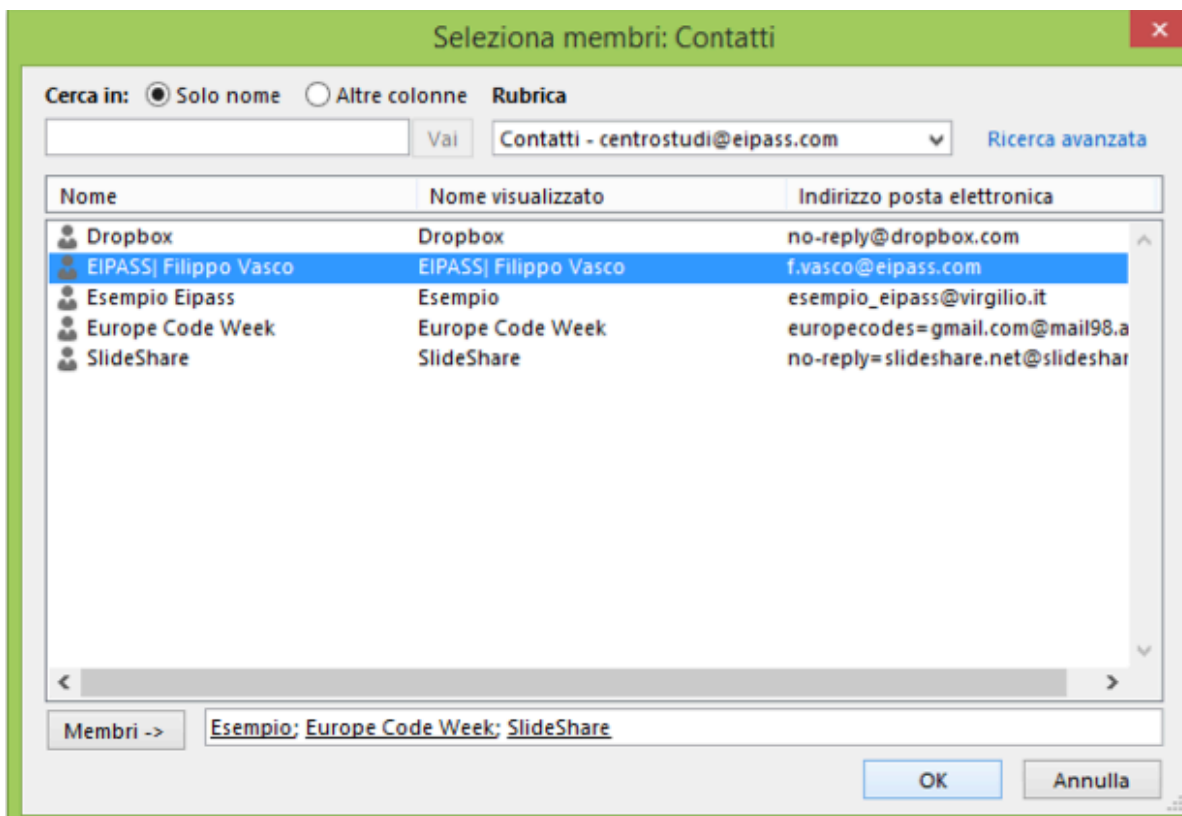 Seleziona membri: Contatti
Cerca in: Solo nome Altre colonne Rubrica
Vai Contatti - centrostudi@eipass.com Ricerca avanzata
Nome Nome visualizzato Indirizzo posta elettronica
Dropbox Dropbox no-reply@dropbox.com
EIPASS| Filippo Vasco EIPASS| Filippo Vasco f.vasco@eipass.com
Esempio Eipass Esempio esempio_eipass@virgilio.it
Europe Code Week Europe Code Week europecodes=gmail.com@mail98.a
SlideShare SlideShare no-reply=slideshare.net@slideshar
Membri -> Esempio; Europe Code Week; SlideShare
OK Annulla